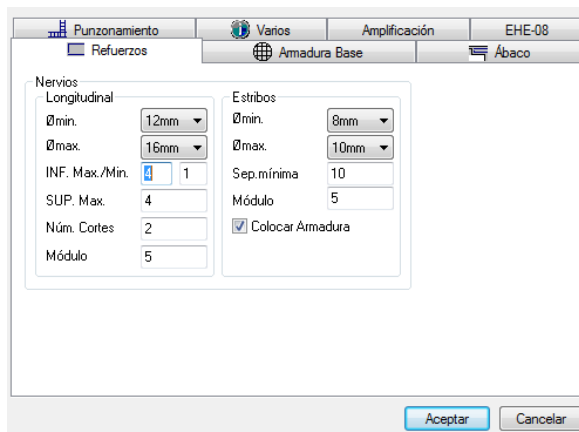 Punzonamiento Varios Amplificación EHE-08
Refuerzos Armadura Base Ábaco
Nervios
Longitudinal
Ømin. 12mm
Ømax. 16mm
INF. Max./Min. 4 1
SUP. Max. 4
Núm. Cortes 2
Módulo 5
Estribos
Ømin. 8mm
Ømax. 10mm
Sep.mínima 10
Módulo 5
Colocar Armadura
Aceptar Cancelar